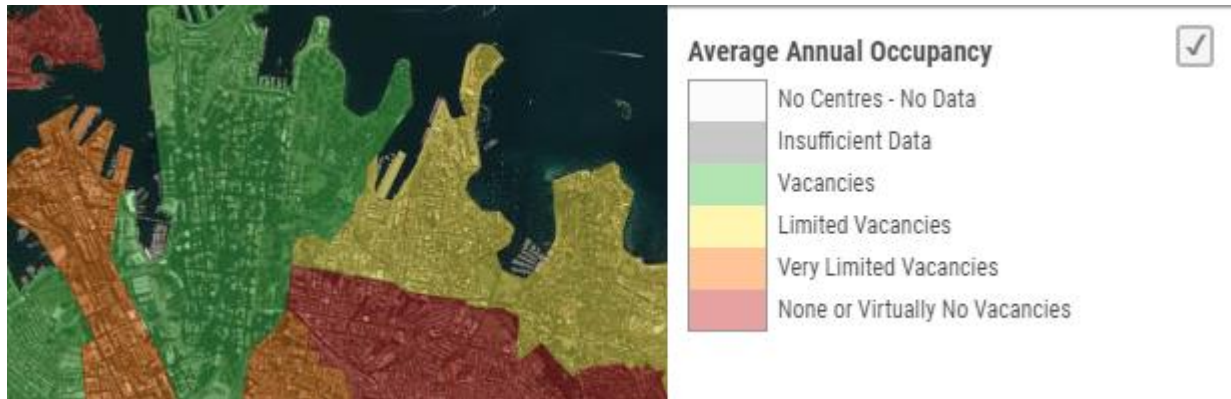 Average Annual Occupancy
No Centres - No Data
Insufficient Data
Vacancies
Limited Vacancies
Very Limited Vacancies
None or Virtually No Vacancies